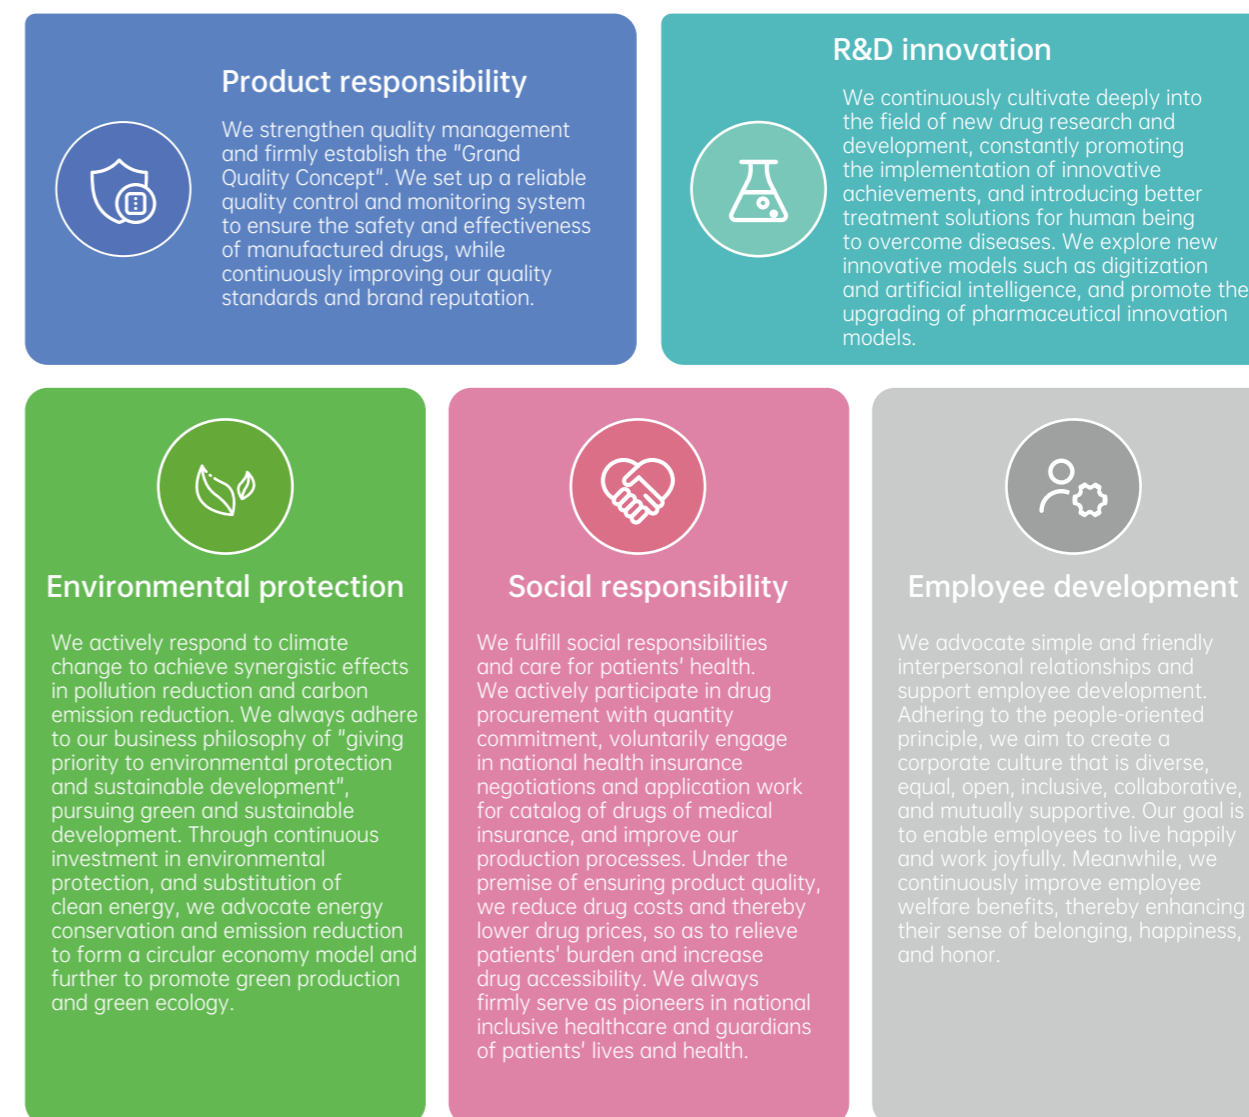 Product responsibility
We strengthen quality management
and firmly establish the "Grand
Quality Concept". We set up a reliable
quality control and monitoring system
to ensure the safety and effectiveness
of manufactured drugs, while
continuously improving our quality
standards and brand reputation.
R&D innovation
We continuously cultivate deeply into
the field of new drug research and
development, constantly promoting
the implementation of innovative
achievements, and introducing better
treatment solutions for human being
to overcome diseases. We explore new
innovative models such as digitization
and artificial intelligence, and promote the
upgrading of pharmaceutical innovation
models.
Environmental protection
We actively respond to climate
change to achieve synergistic effects
in pollution reduction and carbon
emission reduction. We always adhere
to our business philosophy of "giving
priority to environmental protection
and sustainable development",
pursuing green and sustainable
development. Through continuous
investment in environmental
protection, and substitution of
clean energy, we advocate energy
conservation and emission reduction
to form a circular economy model and
further to promote green production
and green ecology.
Social responsibility
We fulfill social responsibilities
and care for patients' health.
We actively participate in drug
procurement with quantity
commitment, voluntarily engage
in national health insurance
negotiations and application work
for catalog of drugs of medical
insurance, and improve our
production processes. Under the
premise of ensuring product quality,
we reduce drug costs and thereby
lower drug prices, so as to relieve
patients' burden and increase
drug accessibility. We always
firmly serve as pioneers in national
inclusive healthcare and guardians
of patients' lives and health.
Employee development
We advocate simple and friendly
interpersonal relationships and
support employee development.
Adhering to the people-oriented
principle, we aim to create a
corporate culture that is diverse,
equal, open, inclusive, collaborative,
and mutually supportive. Our goal is
to enable employees to live happily
and work joyfully. Meanwhile, we
continuously improve employee
welfare benefits, thereby enhancing
their sense of belonging, happiness,
and honor.